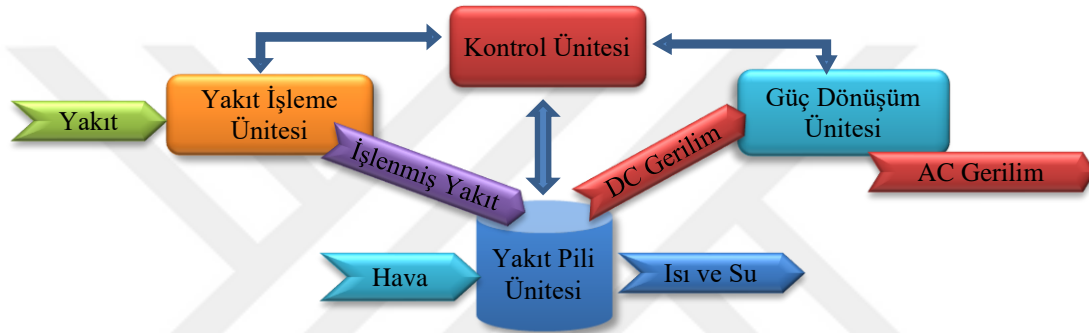 Kontrol Ünitesi
Yakıt
Yakıt İşleme
Ünitesi
Güç Dönüşüm
Ünitesi
İşlenmiş Yakıt
DC Gerilim
AC Gerilim
Hava
Yakıt Pili
Ünitesi
Isı ve Su